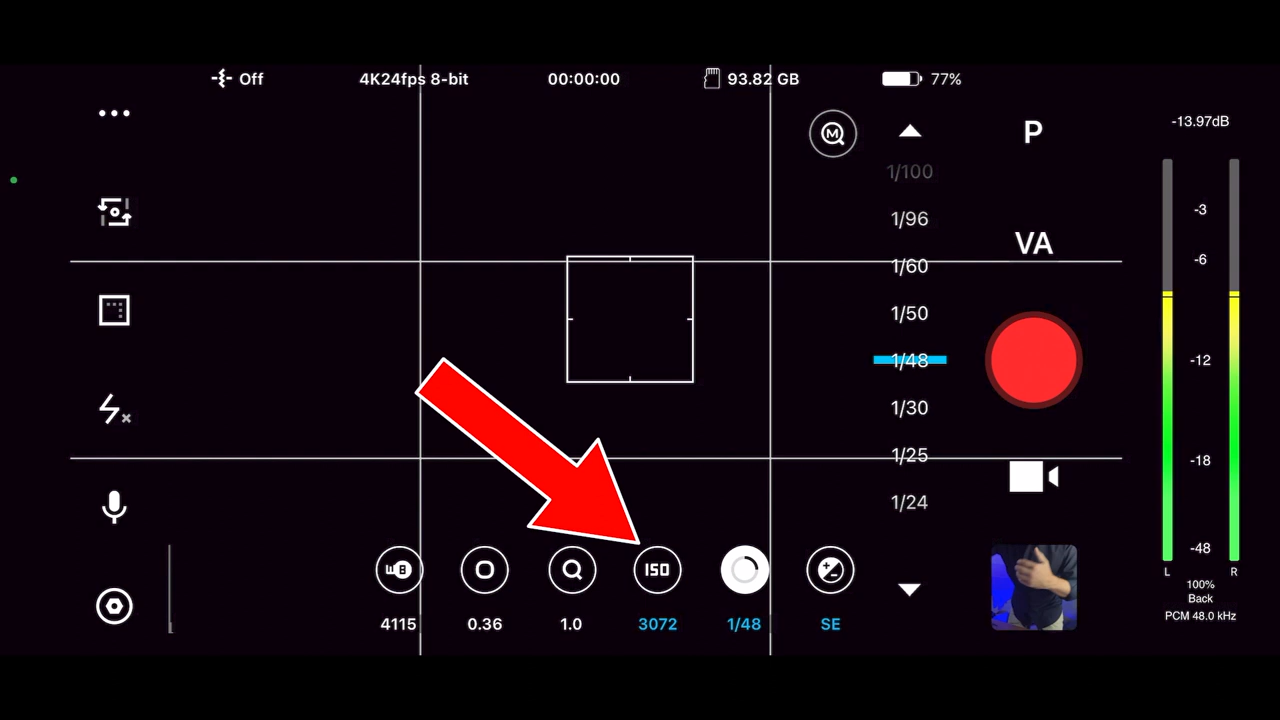 Off
4K24fps 8-bit
00:00:00
93.82 GB
77%
P
-13.97dB
M
1/100
1/96
1/60
1/50
1/48
1/30
1/25
1/24
VA
-3
-6
-12
-18
-48
L
R
100%
Back
PCM 48.0 kHz
WB
ISO
4115
0.36
1.0
3072
1/48
SE